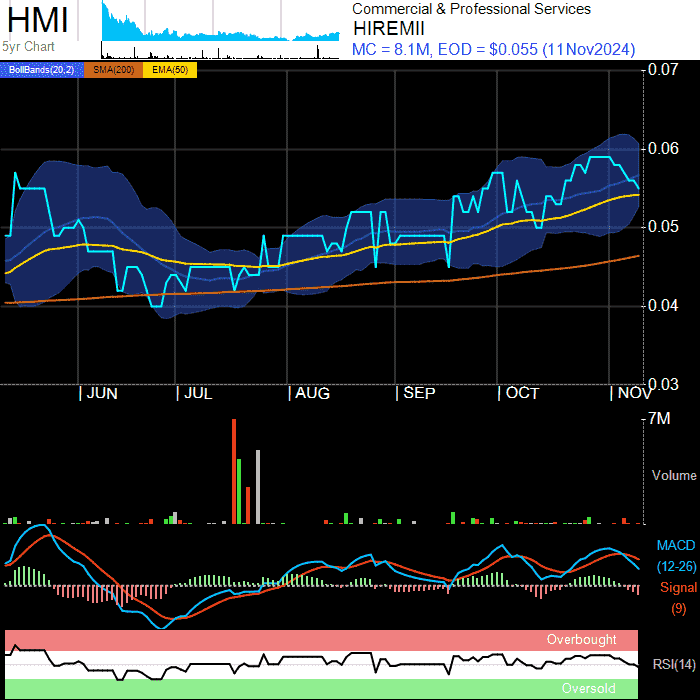 HMI
5yr Chart
Commercial & Professional Services
HIREMII
MC = 8.1M, EOD = $0.055 (11Nov2024)
BollBands(20,2) SMA(200) EMA(50)
0.07
0.06
0.05
0.04
0.03
JUN JUL AUG SEP OCT NOV
7M
Volume
MACD
(12-26)
Signal
(9)
Overbought
RSI(14)
Oversold